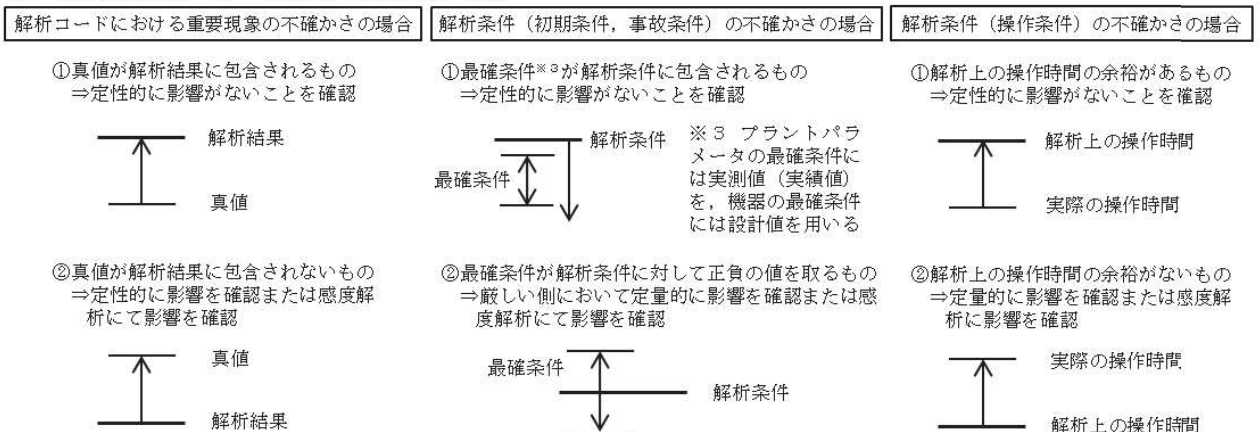 解析コードにおける重要現象の不確かさの場合
①真値が解析結果に包含されるもの
⇒定性的に影響がないことを確認
解析結果
真値
②真値が解析結果に包含されないもの
⇒定性的に影響を確認または感度解
析にて影響を確認
真値
解析結果
解析条件（初期条件，事故条件）の不確かさの場合
①最確条件※3が解析条件に包含されるもの
⇒定性的に影響がないことを確認
解析条件
最確条件
※３ プラントパラ
メータの最確条件に
は実測値（実績値）
を，機器の最確条件
には設計値を用いる
②最確条件が解析条件に対して正負の値を取るもの
⇒厳しい側において定量的に影響を確認または感
度解析にて影響を確認
最確条件
解析条件
解析条件（操作条件）の不確かさの場合
①解析上の操作時間の余裕があるもの
⇒定性的に影響がないことを確認
解析上の操作時間
実際の操作時間
②解析上の操作時間の余裕がないもの
⇒定量的に影響を確認または感度解
析に影響を確認
実際の操作時間
解析上の操作時間